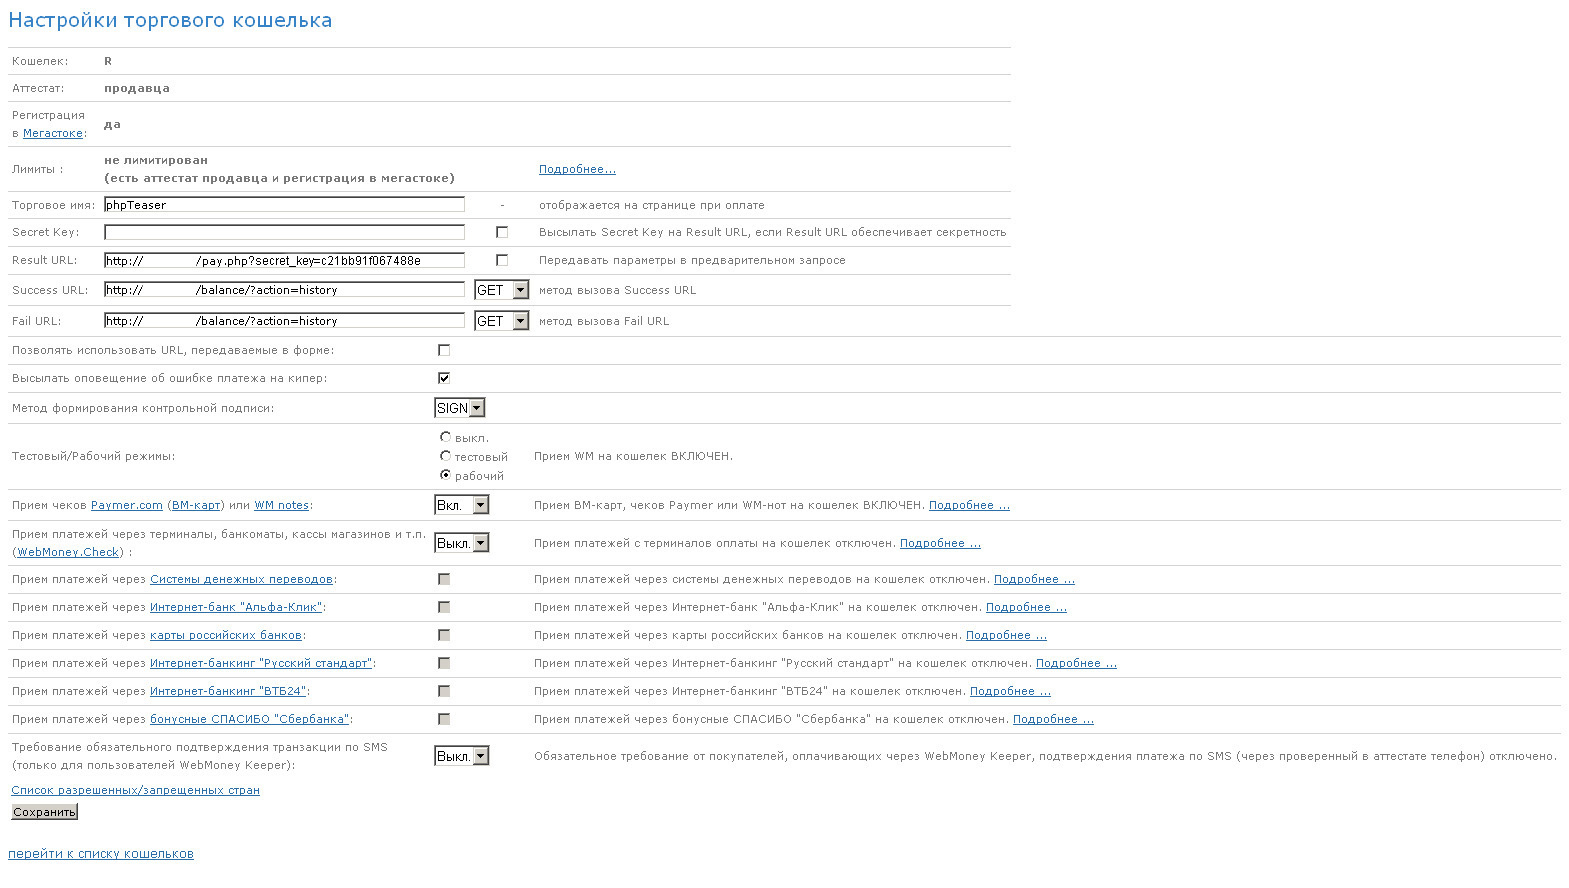 Настройки торгового кошелька
Кошелек: R
Аттестат: продавца
Регистрация
в Мегастоке: да
Лимиты : не лимитирован
(есть аттестат продавца и регистрация в мегастоке) Подробнее...
Торговое имя: phpTeaser - отображается на странице при оплате
Secret Key: Высылать Secret Key на Result URL, если Result URL обеспечивает секретность
Result URL: http:// /pay.php?secret_key=c21bb91f067488e Передавать параметры в предварительном запросе
Success URL: http:// /balance/?action=history GET метод вызова Success URL
Fail URL: http:// /balance/?action=history GET метод вызова Fail URL
Позволять использовать URL, передаваемые в форме:
Высылать оповещение об ошибке платежа на кипер:
Метод формирования контрольной подписи: SIGN
выкл.
Тестовый/Рабочий режимы: тестовый Прием WM на кошелек ВКЛЮЧЕН.
рабочий
Прием чеков Paymer.com (ВМ-карт) или WM notes: Вкл. Прием ВМ-карт, чеков Paymer или WM-нот на кошелек ВКЛЮЧЕН. Подробнее ...
Прием платежей через терминалы, банкоматы, кассы магазинов и т.п.
(WebMoney.Check) : Выкл. Прием платежей с терминалов оплаты на кошелек отключен. Подробнее ...
Прием платежей через Системы денежных переводов: Прием платежей через системы денежных переводов на кошелек отключен. Подробнее ...
Прием платежей через Интернет-банк "Альфа-Клик": Прием платежей через Интернет-банк "Альфа-Клик" на кошелек отключен. Подробнее ...
Прием платежей через карты российских банков: Прием платежей через карты российских банков на кошелек отключен. Подробнее ...
Прием платежей через Интернет-банкинг "Русский стандарт": Прием платежей через Интернет-банкинг "Русский стандарт" на кошелек отключен. Подробнее ...
Прием платежей через Интернет-банкинг "ВТБ24": Прием платежей через Интернет-банкинг "ВТБ24" на кошелек отключен. Подробнее ...
Прием платежей через бонусные СПАСИБО "Сбербанка": Прием платежей через бонусные СПАСИБО "Сбербанка" на кошелек отключен. Подробнее ...
Требование обязательного подтверждения транзакции по SMS
(только для пользователей WebMoney Keeper): Выкл. Обязательное требование от покупателей, оплачивающих через WebMoney Keeper, подтверждения платежа по SMS (через проверенный в аттестате телефон) отключено.
Список разрешенных/запрещенных стран
Сохранить
перейти к списку кошельков